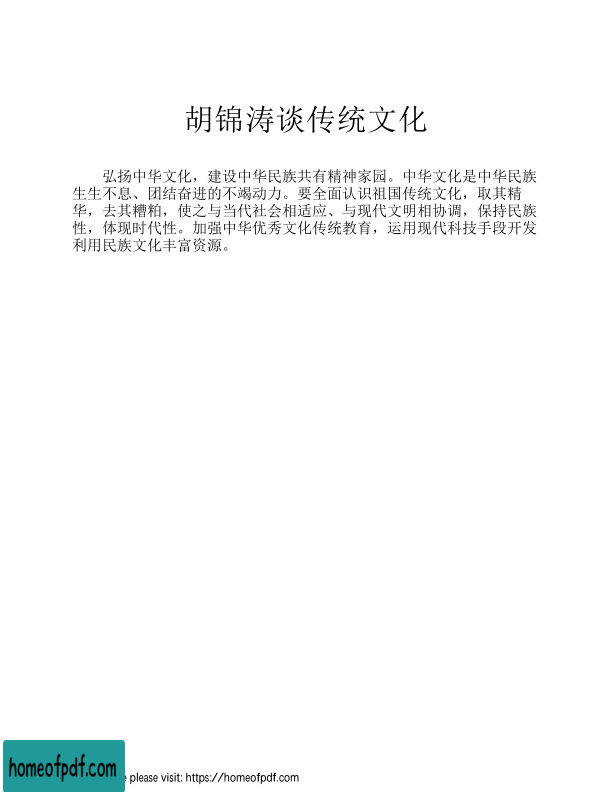 胡锦涛谈传统文化
弘扬中华文化，建设中华民族共有精神家园。中华文化是中华民族
生生不息、团结奋进的不竭动力。要全面认识祖国传统文化，取其精
华，去其糟粕，使之与当代社会相适应、与现代文明相协调，保持民族
性，体现时代性。加强中华优秀文化传统教育，运用现代科技手段开发
利用民族文化丰富资源。
homeofpdf.com
please visit: https://homeofpdf.com